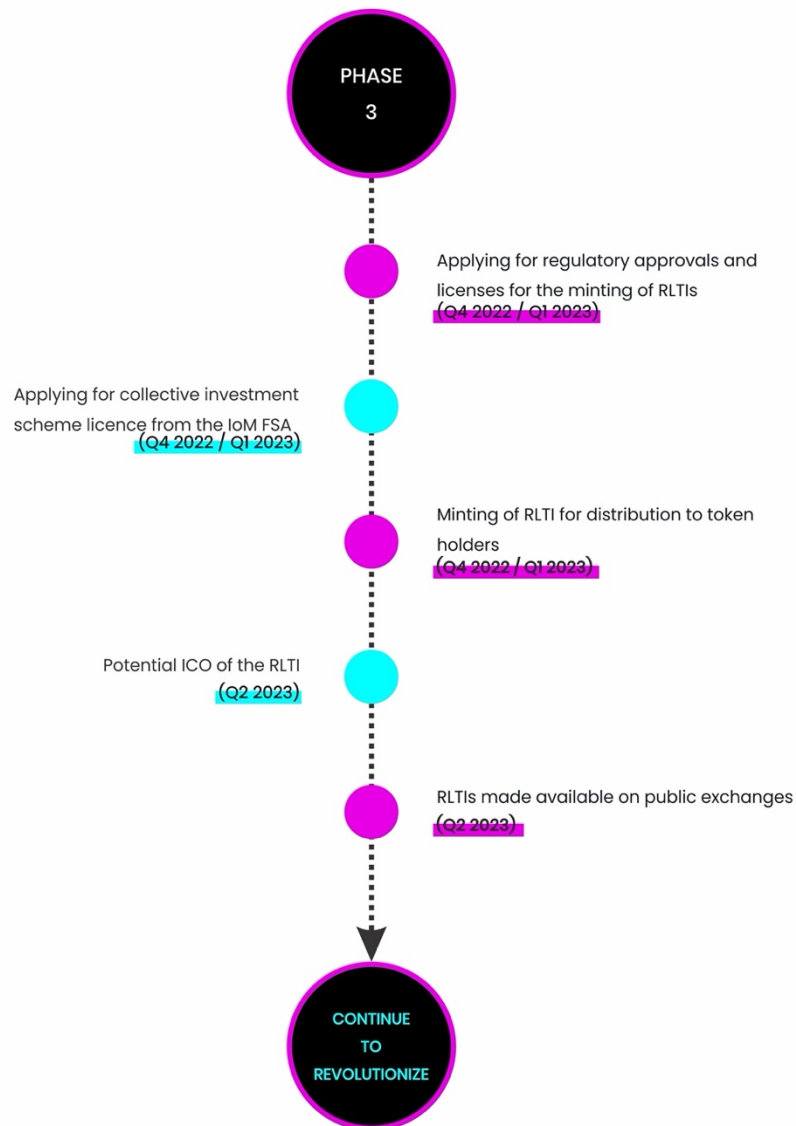 PHASE
3
Applying for regulatory approvals and
licenses for the minting of RLTIs
(Q4 2022 / Q1 2023)
Applying for collective investment
scheme licence from the IoM FSA
(Q4 2022 / Q1 2023)
Minting of RLTI for distribution to token
holders
(Q4 2022 / Q1 2023)
Potential ICO of the RLTI
(Q2 2023)
RLTIs made available on public exchanges
(Q2 2023)
CONTINUE
TO
REVOLUTIONIZE